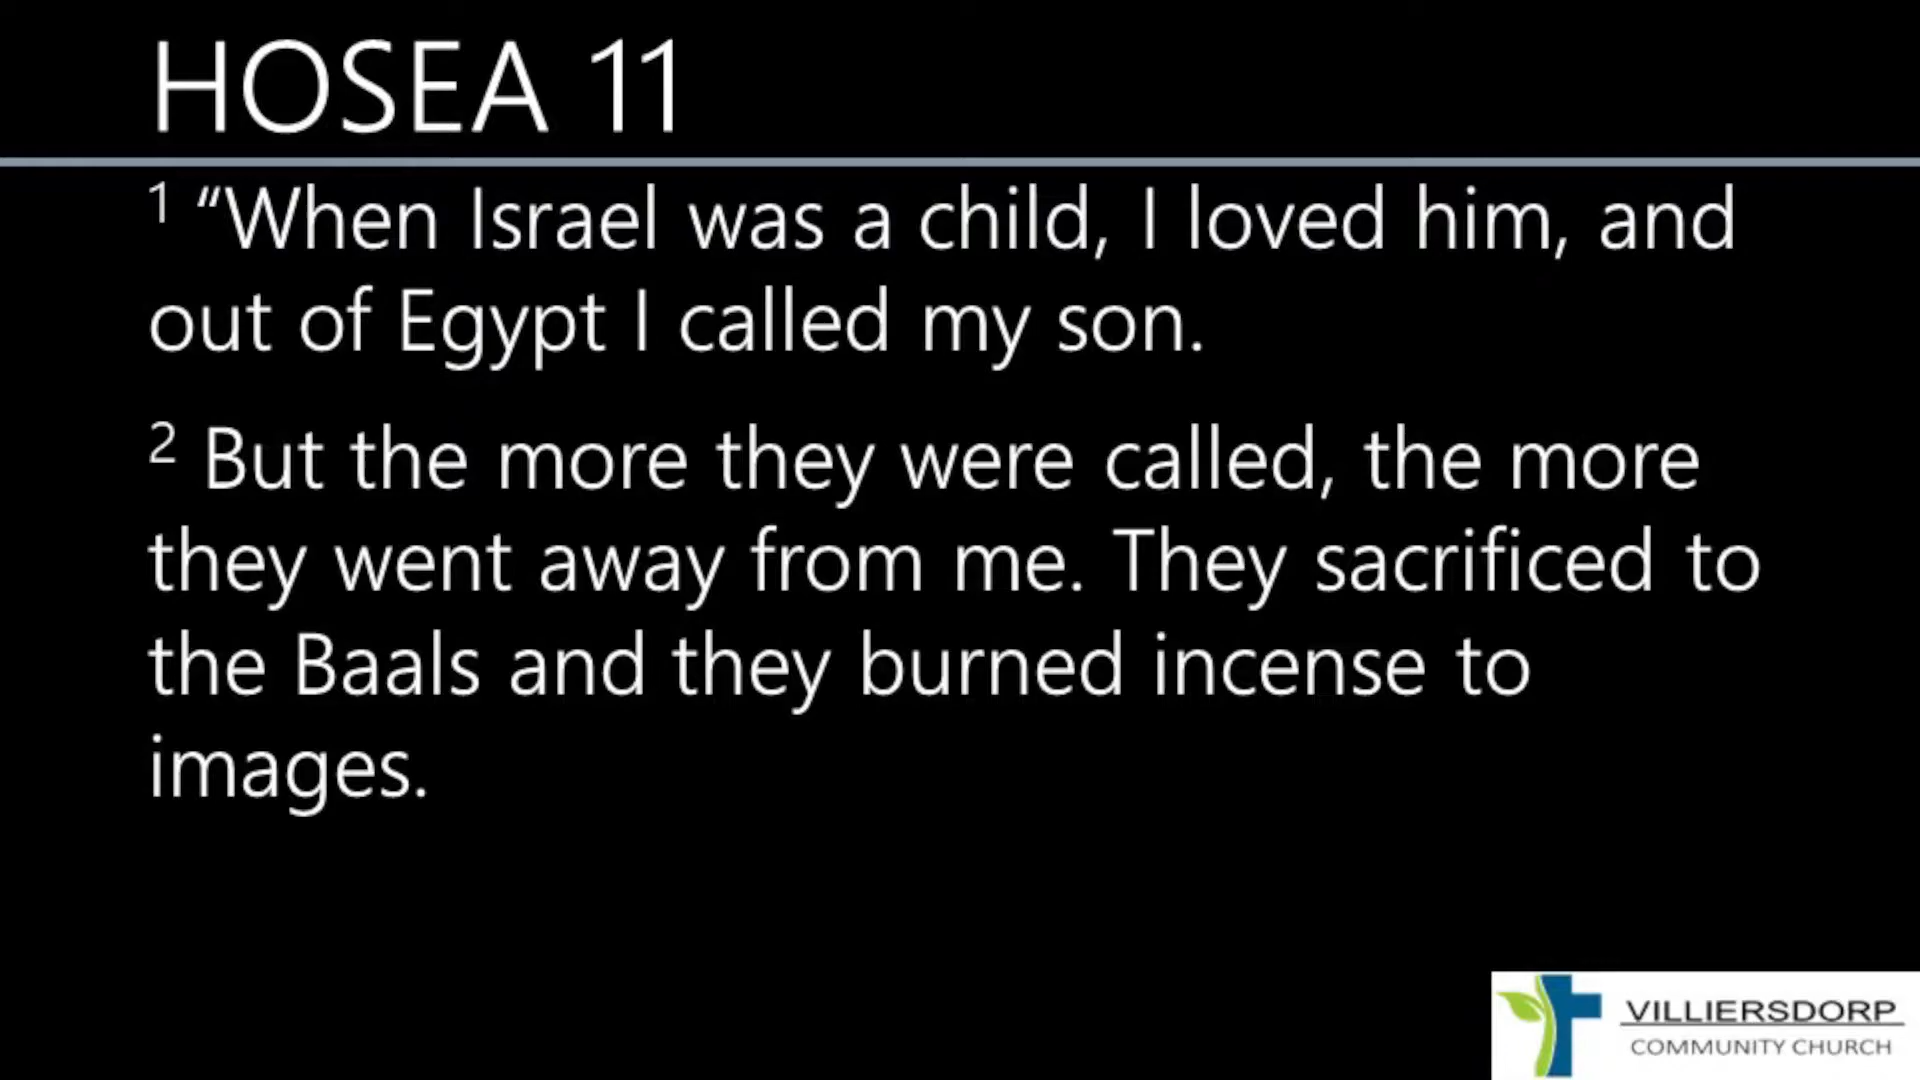 HOSEA 11
1 “When Israel was a child, I loved him, and
out of Egypt I called my son.
2 But the more they were called, the more
they went away from me. They sacrificed to
the Baals and they burned incense to
images.
VILLIERSDORP
COMMUNITY CHURCH